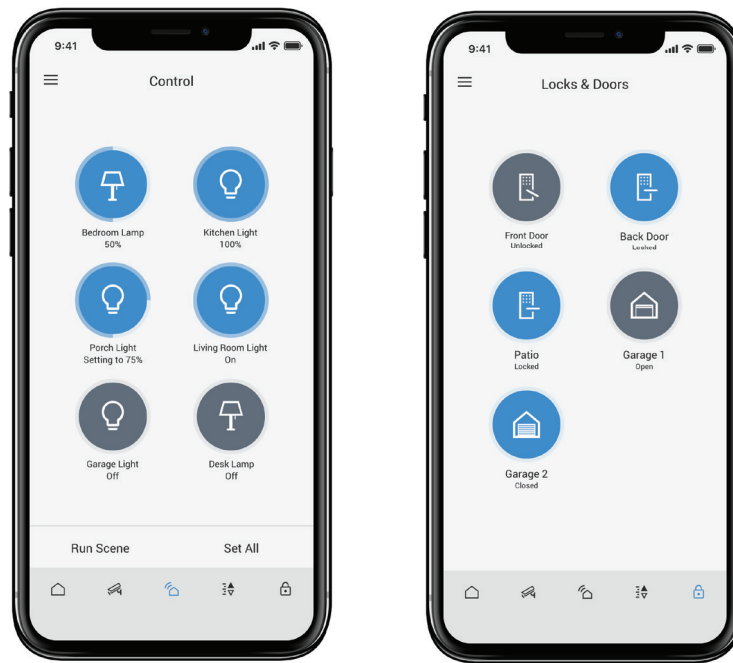 9:41
Control
Bedroom Lamp
50%
Kitchen Light
100%
Porch Light
Setting to 75%
Living Room Light
On
Garage Light
Off
Desk Lamp
Off
Run Scene
Set All
9:41
Locks & Doors
Front Door
Unlocked
Back Door
Locked
Patio
Locked
Garage 1
Open
Garage 2
Closed